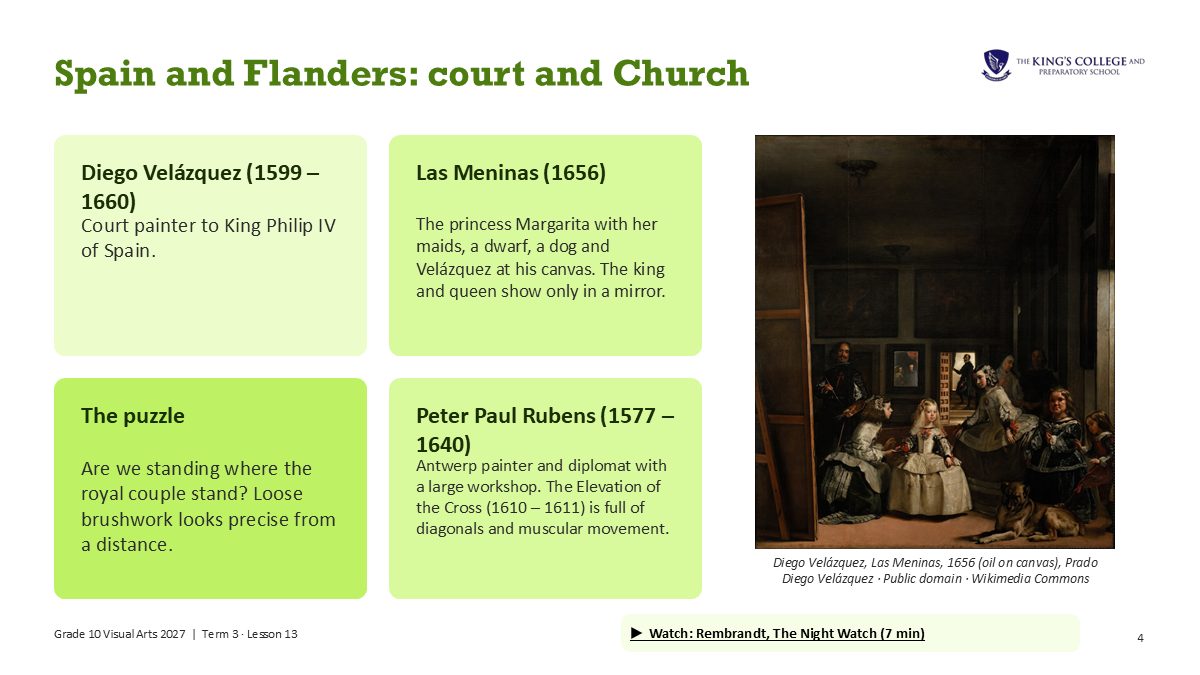 Spain and Flanders: court and Church
THE KING'S COLLEGE AND
PREPARATORY SCHOOL
Diego Velázquez (1599 –
1660)
Court painter to King Philip IV
of Spain.
Las Meninas (1656)
The princess Margarita with her
maids, a dwarf, a dog and
Velázquez at his canvas. The king
and queen show only in a mirror.
The puzzle
Are we standing where the
royal couple stand? Loose
brushwork looks precise from
a distance.
Peter Paul Rubens (1577 –
1640)
Antwerp painter and diplomat with
a large workshop. The Elevation of
the Cross (1610 – 1611) is full of
diagonals and muscular movement.
Diego Velázquez, Las Meninas, 1656 (oil on canvas), Prado
Diego Velázquez · Public domain · Wikimedia Commons
Grade 10 Visual Arts 2027 | Term 3 · Lesson 13
▶ Watch: Rembrandt, The Night Watch (7 min)
4